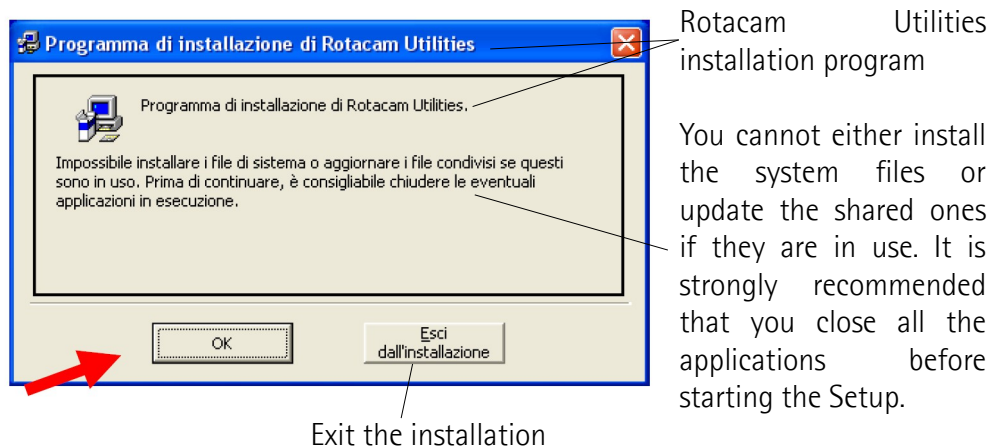 Programma di installazione di Rotacam Utilities
Programma di installazione di Rotacam Utilities.
Impossibile installare i file di sistema o aggiornare i file condivisi se questi
sono in uso. Prima di continuare, è consigliabile chiudere le eventuali
applicazioni in esecuzione.
OK
Esci
dall'installazione
Exit the installation
Rotacam Utilities
installation program
You cannot either install
the system files or
update the shared ones
if they are in use. It is
strongly recommended
that you close all the
applications before
starting the Setup.